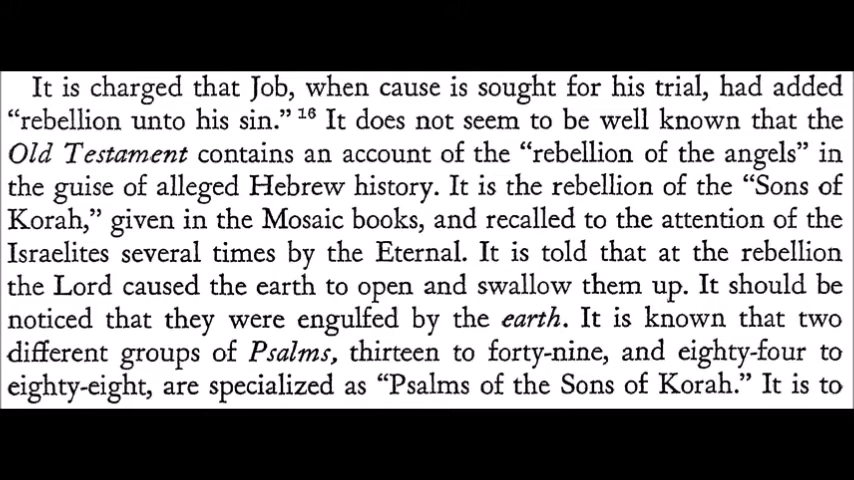 It is charged that Job, when cause is sought for his trial, had added
“rebellion unto his sin.” 16 It does not seem to be well known that the
Old Testament contains an account of the “rebellion of the angels” in
the guise of alleged Hebrew history. It is the rebellion of the “Sons of
Korah,” given in the Mosaic books, and recalled to the attention of the
Israelites several times by the Eternal. It is told that at the rebellion
the Lord caused the earth to open and swallow them up. It should be
noticed that they were engulfed by the earth. It is known that two
different groups of Psalms, thirteen to forty-nine, and eighty-four to
eighty-eight, are specialized as “Psalms of the Sons of Korah.” It is to